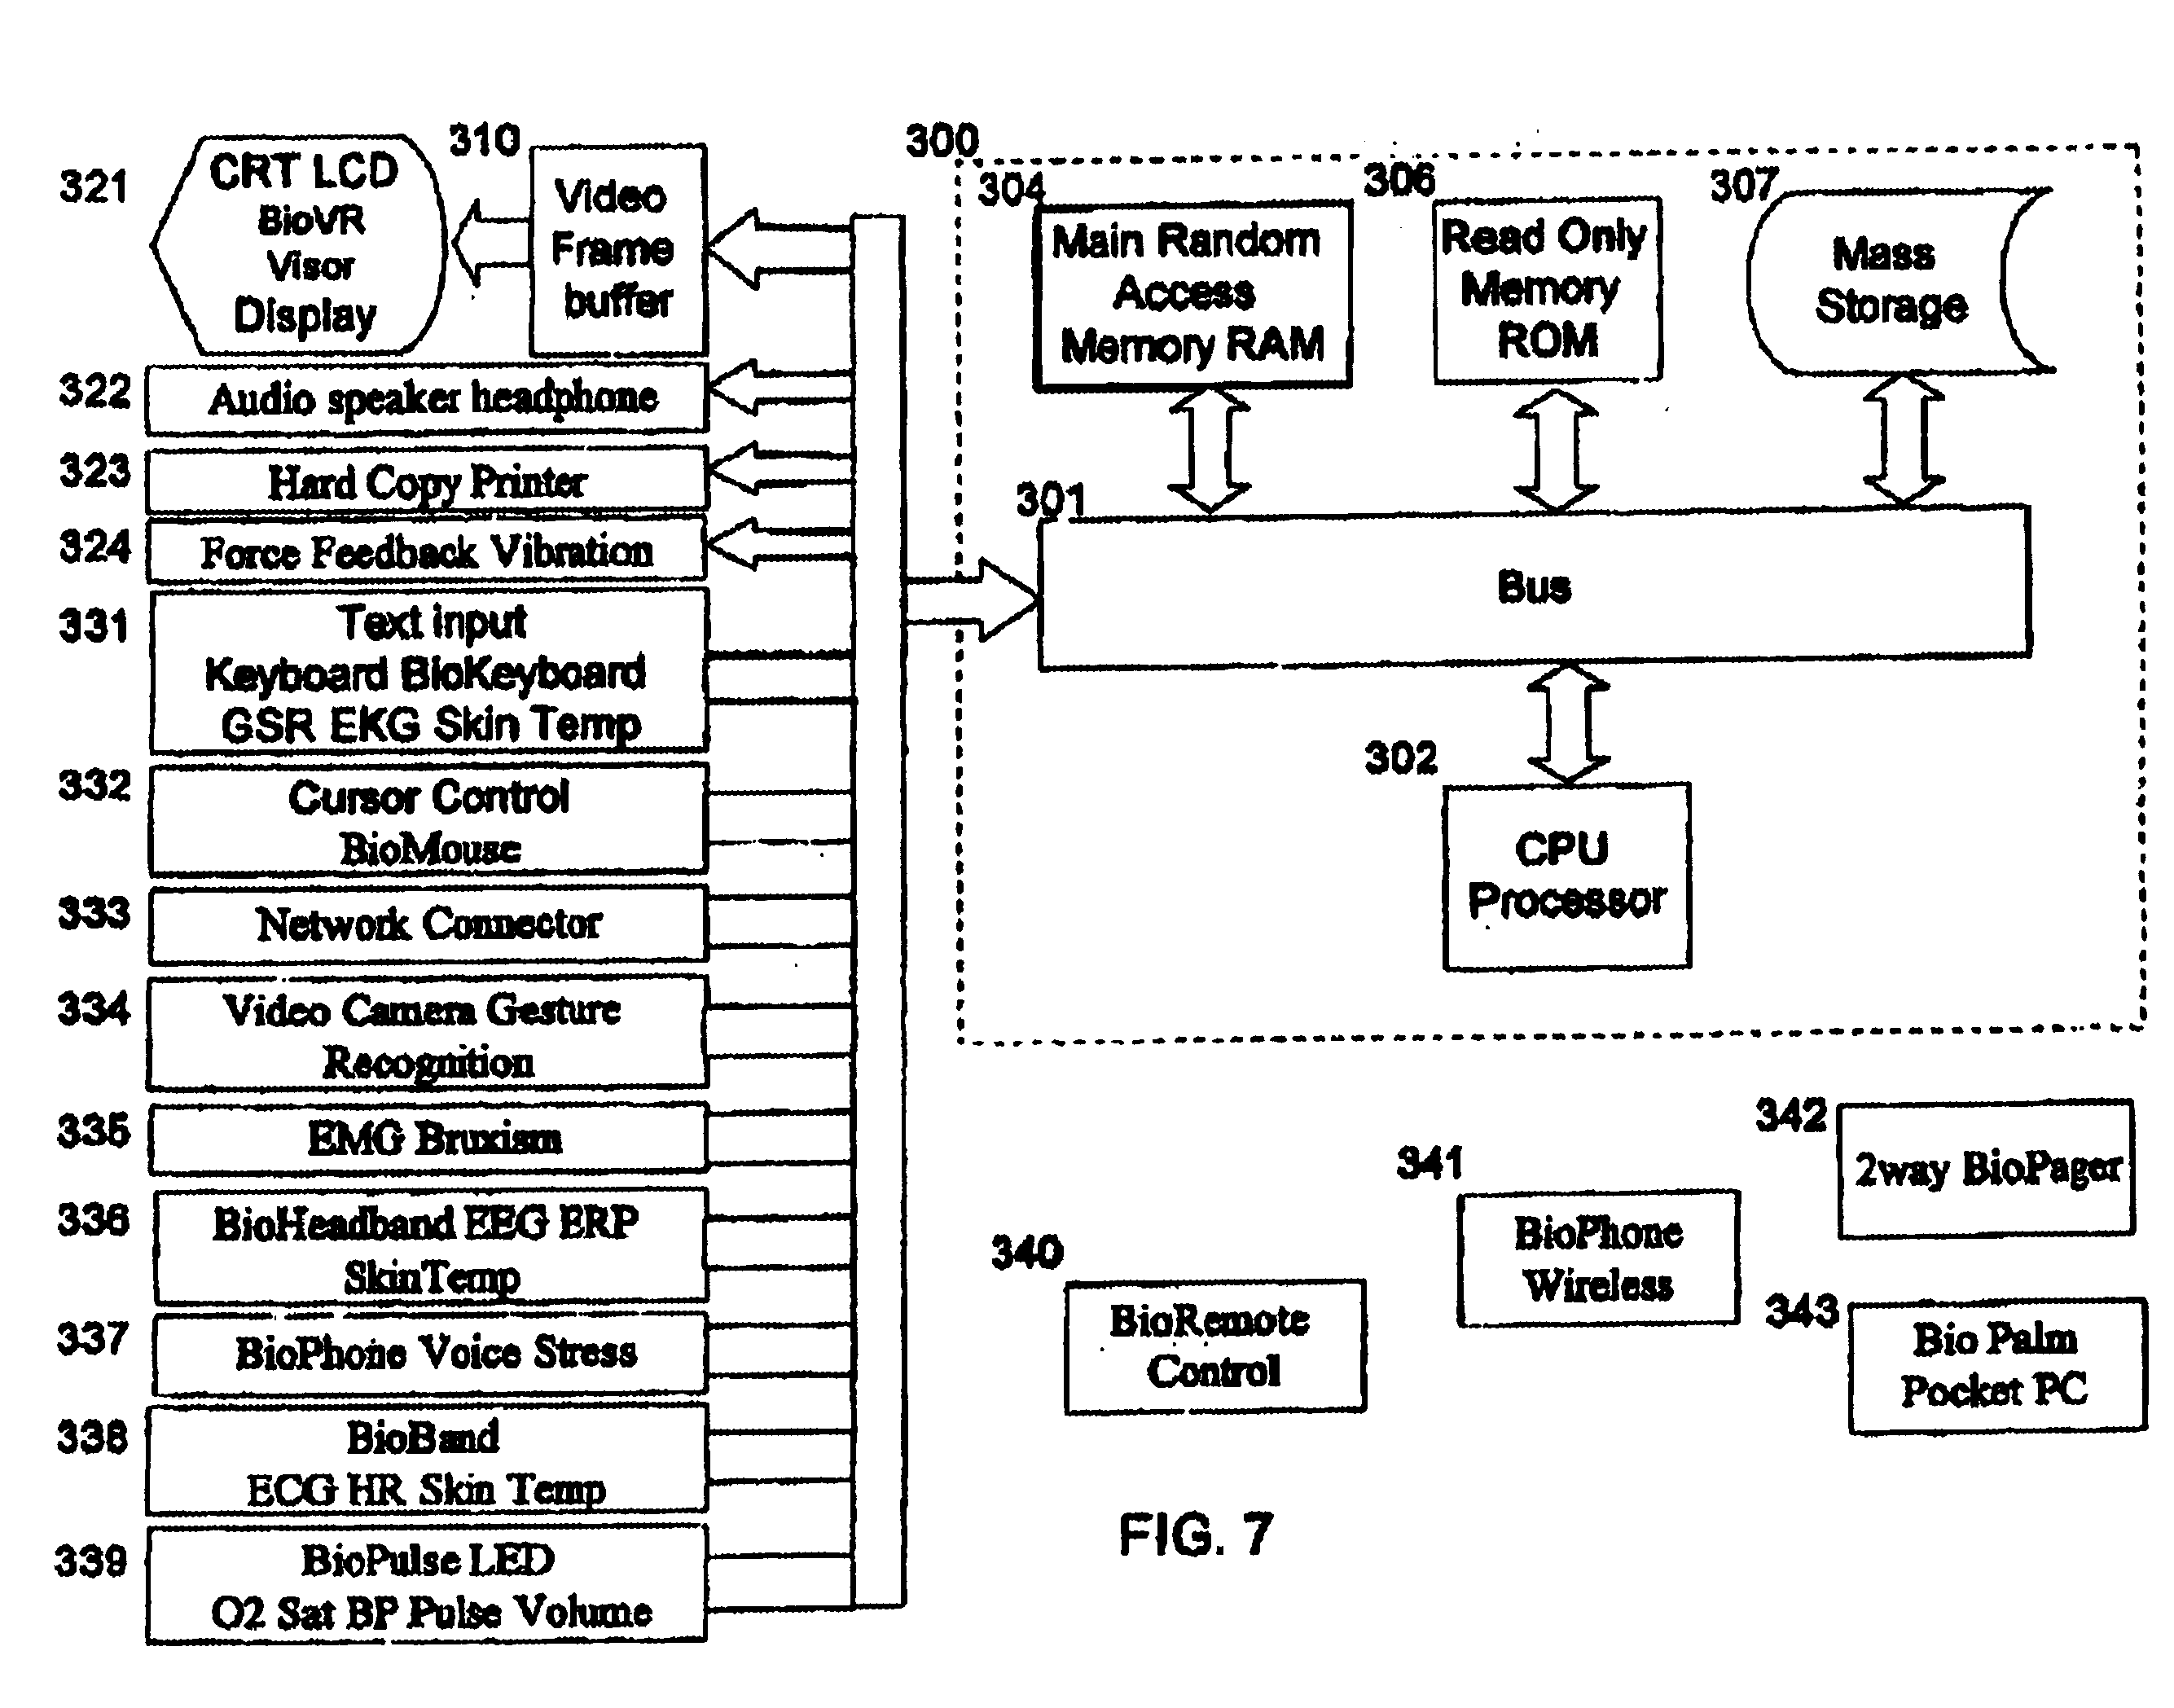 321
CRT LCD
BioVR
Visor
Display
310
Video
Frame
buffer
322
Audio speaker headphone
323
Hard Copy Printer
324
Force Feedback Vibration
331
Text input
Keyboard BioKeyboard
GSR EKG Skin Temp
332
Cursor Control
BioMouse
333
Network Connector
334
Video Camera Gesture
Recognition
335
EMG Bruxism
336
BioHeadband EEG ERP
SkinTemp
337
BioPhone Voice Stress
338
BioBand
ECG HR Skin Temp
339
BioPulse LED
O2 Sat BP Pulse Volume
300
304
Main Random
Access
Memory RAM
306
Read Only
Memory
ROM
307
Mass
Storage
301
Bus
302
CPU
Processor
340
BioRemote
Control
341
BioPhone
Wireless
342
2way BioPager
343
Bio Palm
Pocket PC
FIG. 7